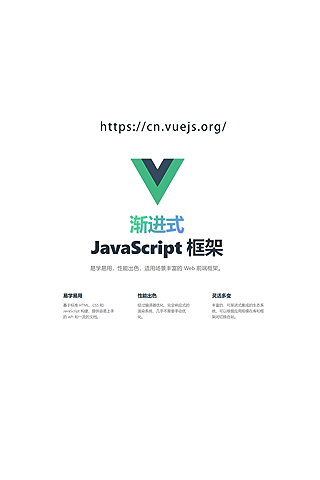 https://cn.vuejs.org/
渐进式
JavaScript 框架
易学易用，性能出色，适用场景丰富的 Web 前端框架。
易学易用
基于标准 HTML、CSS 和
JavaScript 构建，提供容易上手
的 API 和一流的文档。
性能出色
经过编译器优化、完全响应式的
渲染系统，几乎不需要手动优
化。
灵活多变
丰富的、可渐进式集成的生态系
统，可以根据应用规模在库和框
架间切换自如。